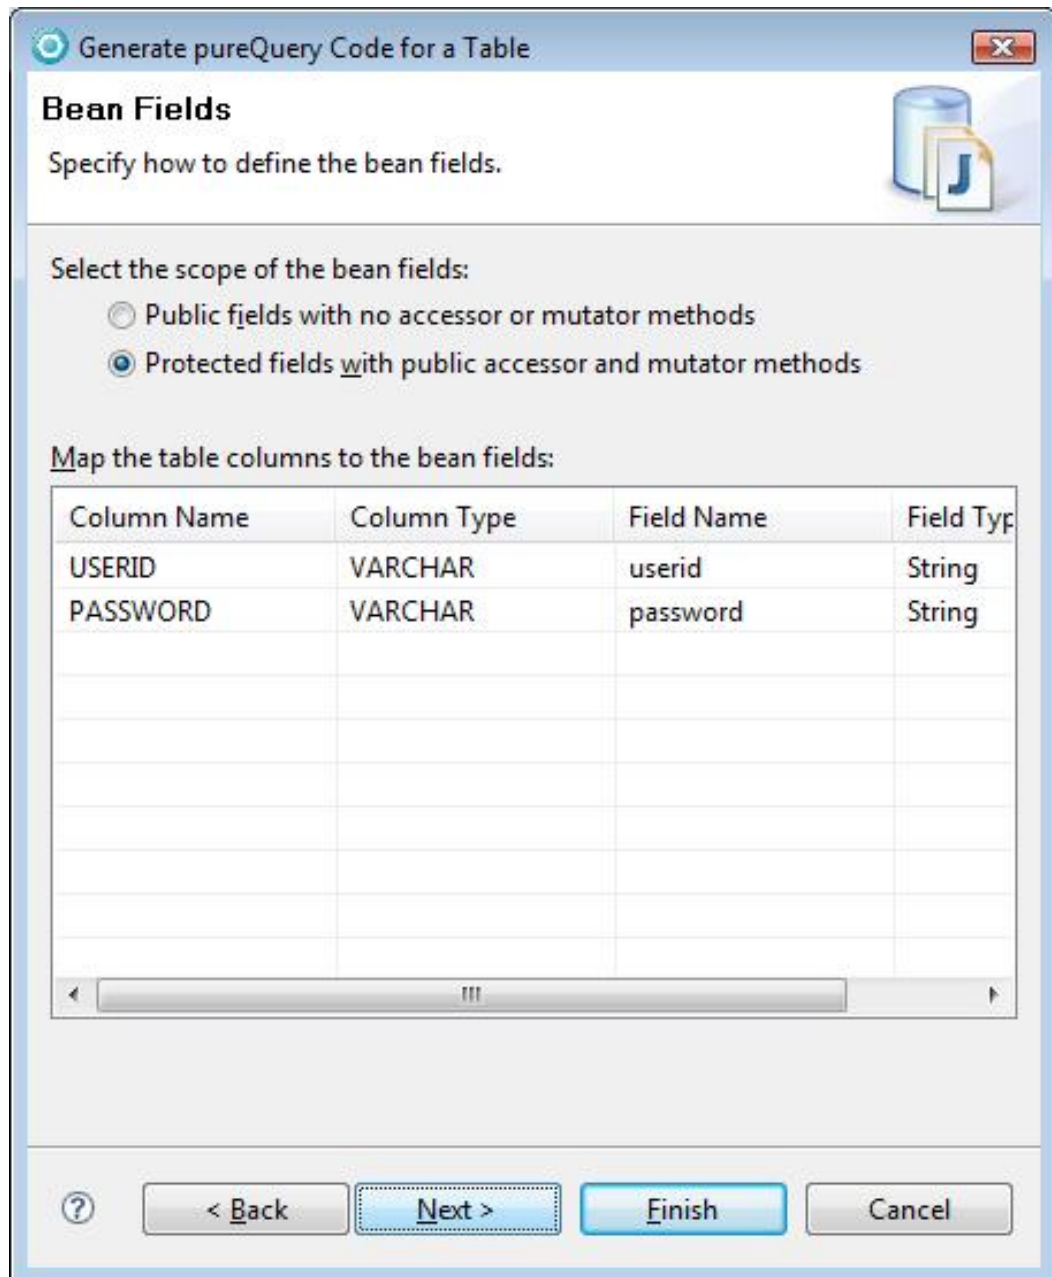 Generate pureQuery Code for a Table
Bean Fields
Specify how to define the bean fields.
J
Select the scope of the bean fields:
Public fields with no accessor or mutator methods
Protected fields with public accessor and mutator methods
Map the table columns to the bean fields:
Column Name Column Type Field Name Field Typ
USERID VARCHAR userid String
PASSWORD VARCHAR password String
? < Back Next > Finish Cancel